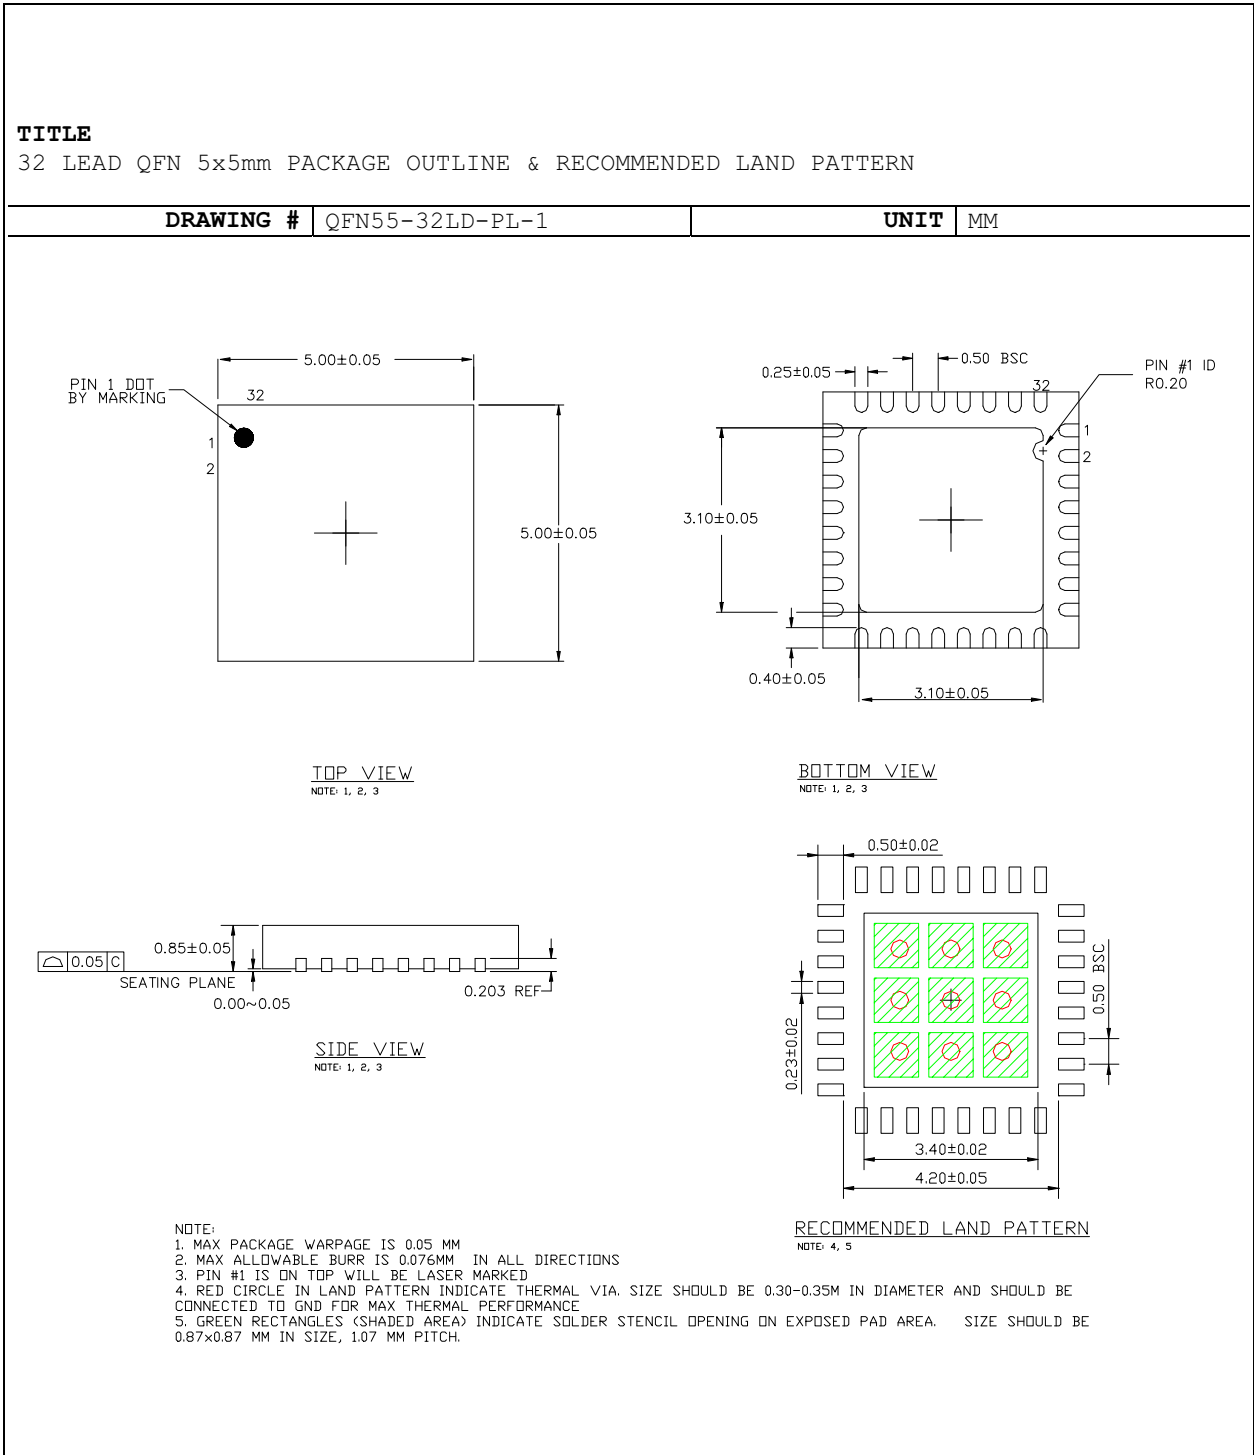 TITLE
32 LEAD QFN 5x5mm PACKAGE OUTLINE & RECOMMENDED LAND PATTERN
DRAWING # QFN55-32LD-PL-1 UNIT MM
5.00±0.05
PIN 1 DOT
BY MARKING
32
1
2
5.00±0.05
TOP VIEW
NOTE: 1, 2, 3
0.25±0.05
0.50 BSC
PIN #1 ID
R0.20
32
1
2
3.10±0.05
0.40±0.05
3.10±0.05
BOTTOM VIEW
NOTE: 1, 2, 3
0.85±0.05
0.05 C
SEATING PLANE
0.00~0.05
0.203 REF
SIDE VIEW
NOTE: 1, 2, 3
0.50±0.02
0.50 BSC
0.23±0.02
3.40±0.02
4.20±0.05
RECOMMENDED LAND PATTERN
NOTE: 4, 5
NOTE:
1. MAX PACKAGE WARPAGE IS 0.05 MM
2. MAX ALLOWABLE BURR IS 0.076MM IN ALL DIRECTIONS
3. PIN #1 IS ON TOP WILL BE LASER MARKED
4. RED CIRCLE IN LAND PATTERN INDICATE THERMAL VIA. SIZE SHOULD BE 0.30-0.35M IN DIAMETER AND SHOULD BE
CONNECTED TO GND FOR MAX THERMAL PERFORMANCE
5. GREEN RECTANGLES (SHADED AREA) INDICATE SOLDER STENCIL OPENING ON EXPOSED PAD AREA. SIZE SHOULD BE
0.87x0.87 MM IN SIZE, 1.07 MM PITCH.